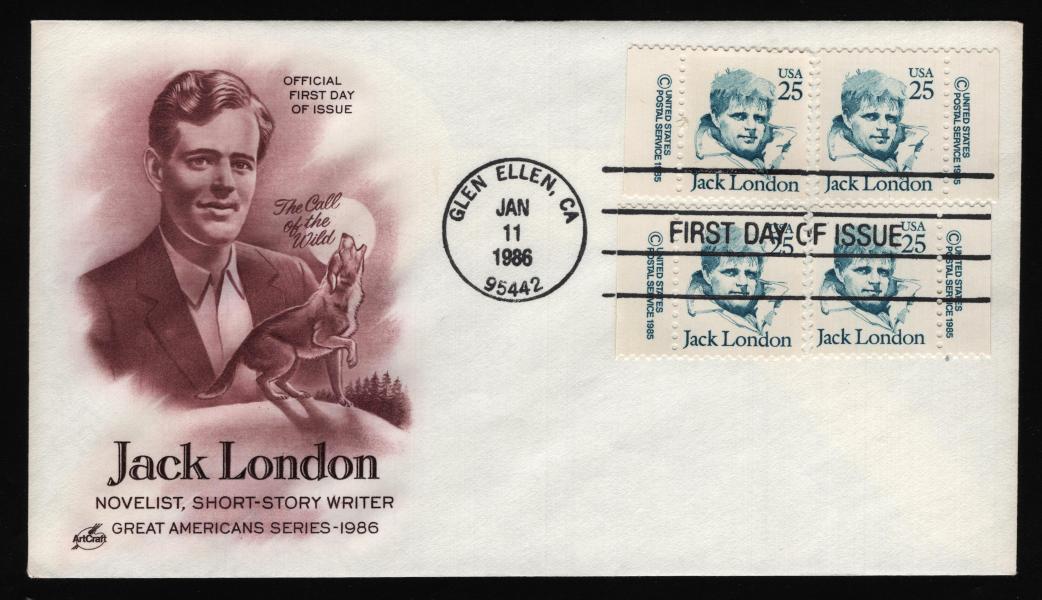 OFFICIAL
FIRST DAY
OF ISSUE
The Call
of the
Wild
Jack London
NOVELIST, SHORT-STORY WRITER
GREAT AMERICANS SERIES-1986
ArtCraft
GLEN ELLEN, CA
JAN
11
1986
95442
© UNITED STATES
POSTAL SERVICE 1985
USA
25
Jack London
USA
25
Jack London
© UNITED STATES
POSTAL SERVICE 1985
FIRST DAY OF ISSUE
© UNITED STATES
POSTAL SERVICE 1985
25
Jack London
USA
25
Jack London
© UNITED STATES
POSTAL SERVICE 1985